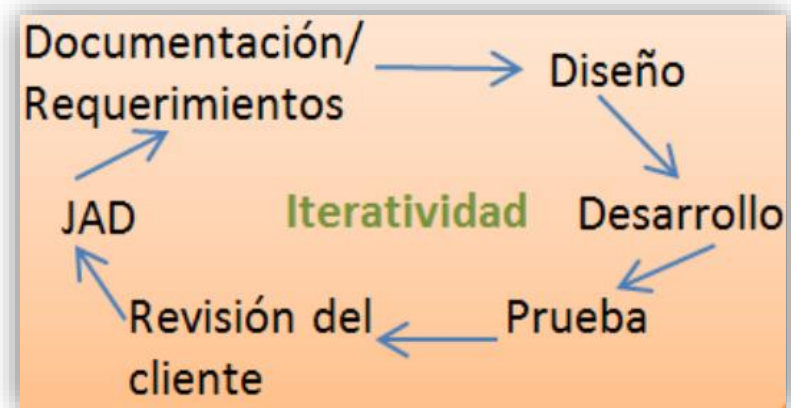 Documentación/
Requerimientos
Diseño
JAD
Iteratividad
Desarrollo
Revisión del
cliente
Prueba